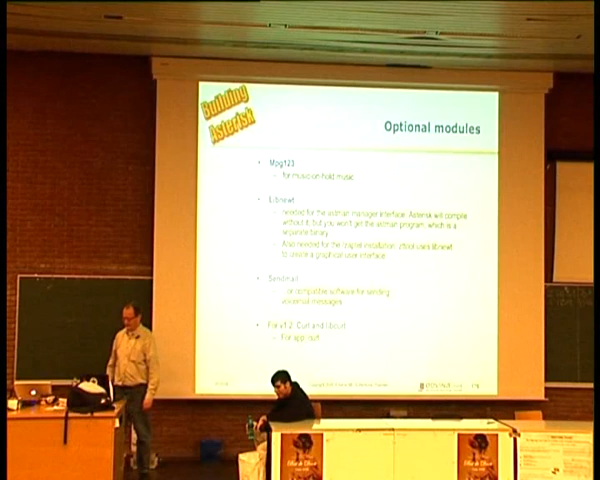 Building
Asterisk
Optional modules
• Mpg123
– for music-on-hold music
• Libnewt
– needed for the astman manager interface. Asterisk will compile
without it, but you won't get the astman program, which is a
separate binary.
– Also needed for the zaptel installation: zttool uses libnewt
to create a graphical user interface.
• Sendmail
– or compatible software for sending
voicemail messages
• For v1.2: Curl and libcurl
– For app_curl